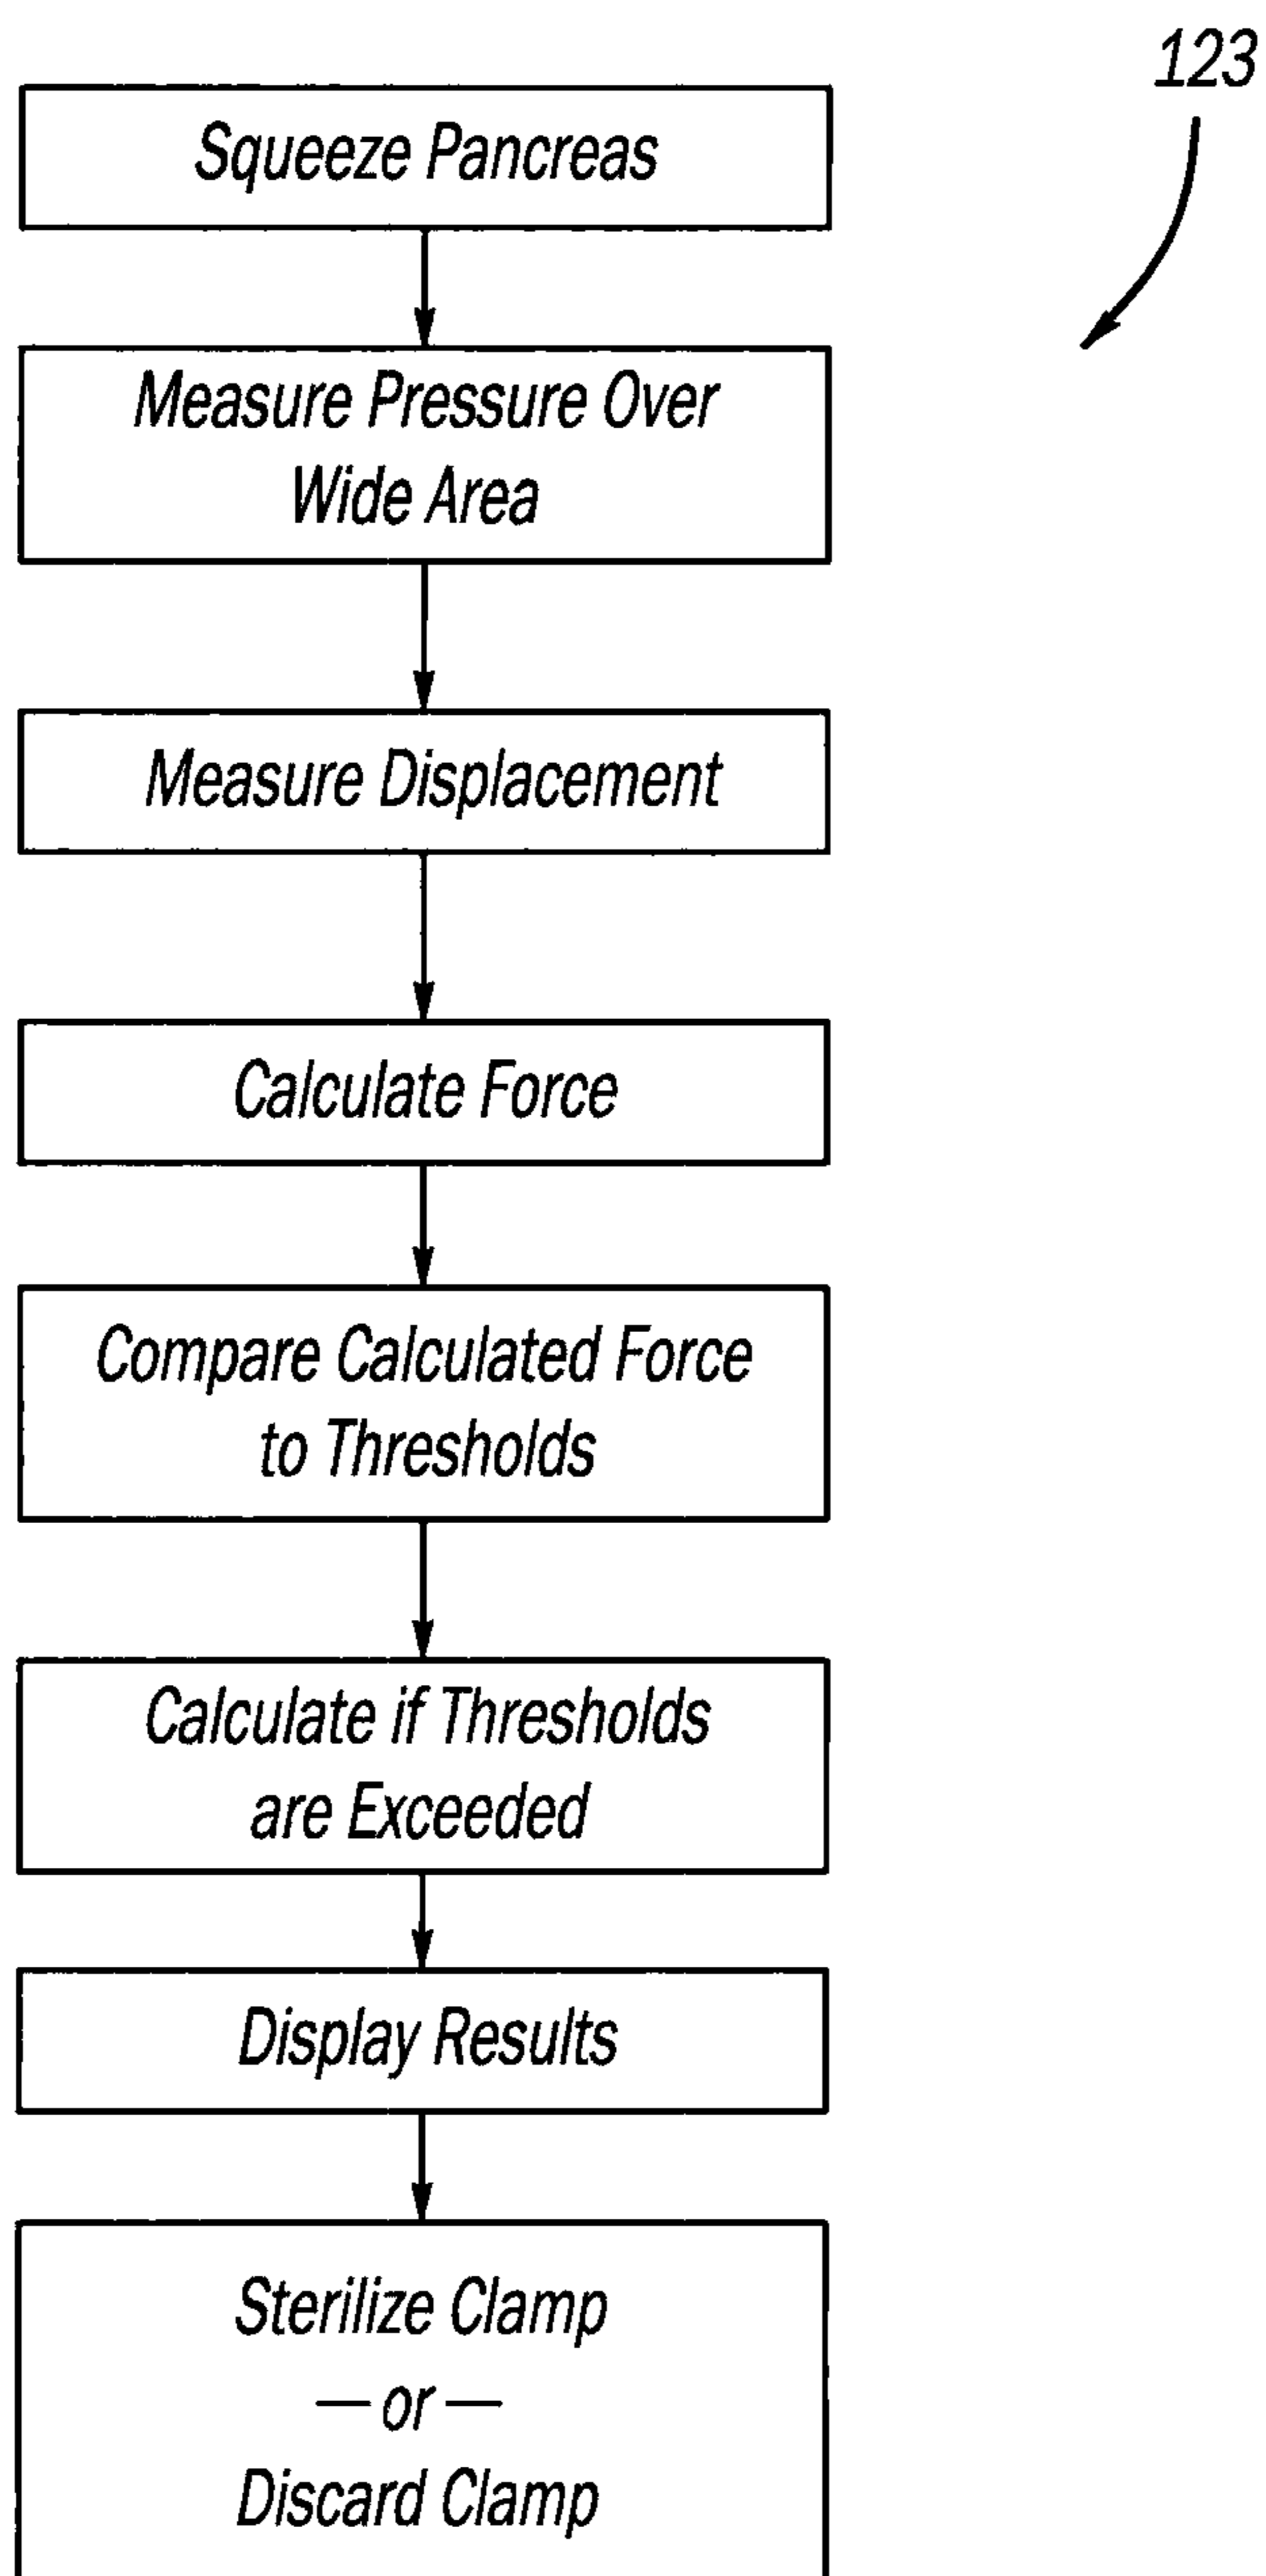 123
Squeeze Pancreas
Measure Pressure Over
Wide Area
Measure Displacement
Calculate Force
Compare Calculated Force
to Thresholds
Calculate if Thresholds
are Exceeded
Display Results
Sterilize Clamp
— or —
Discard Clamp